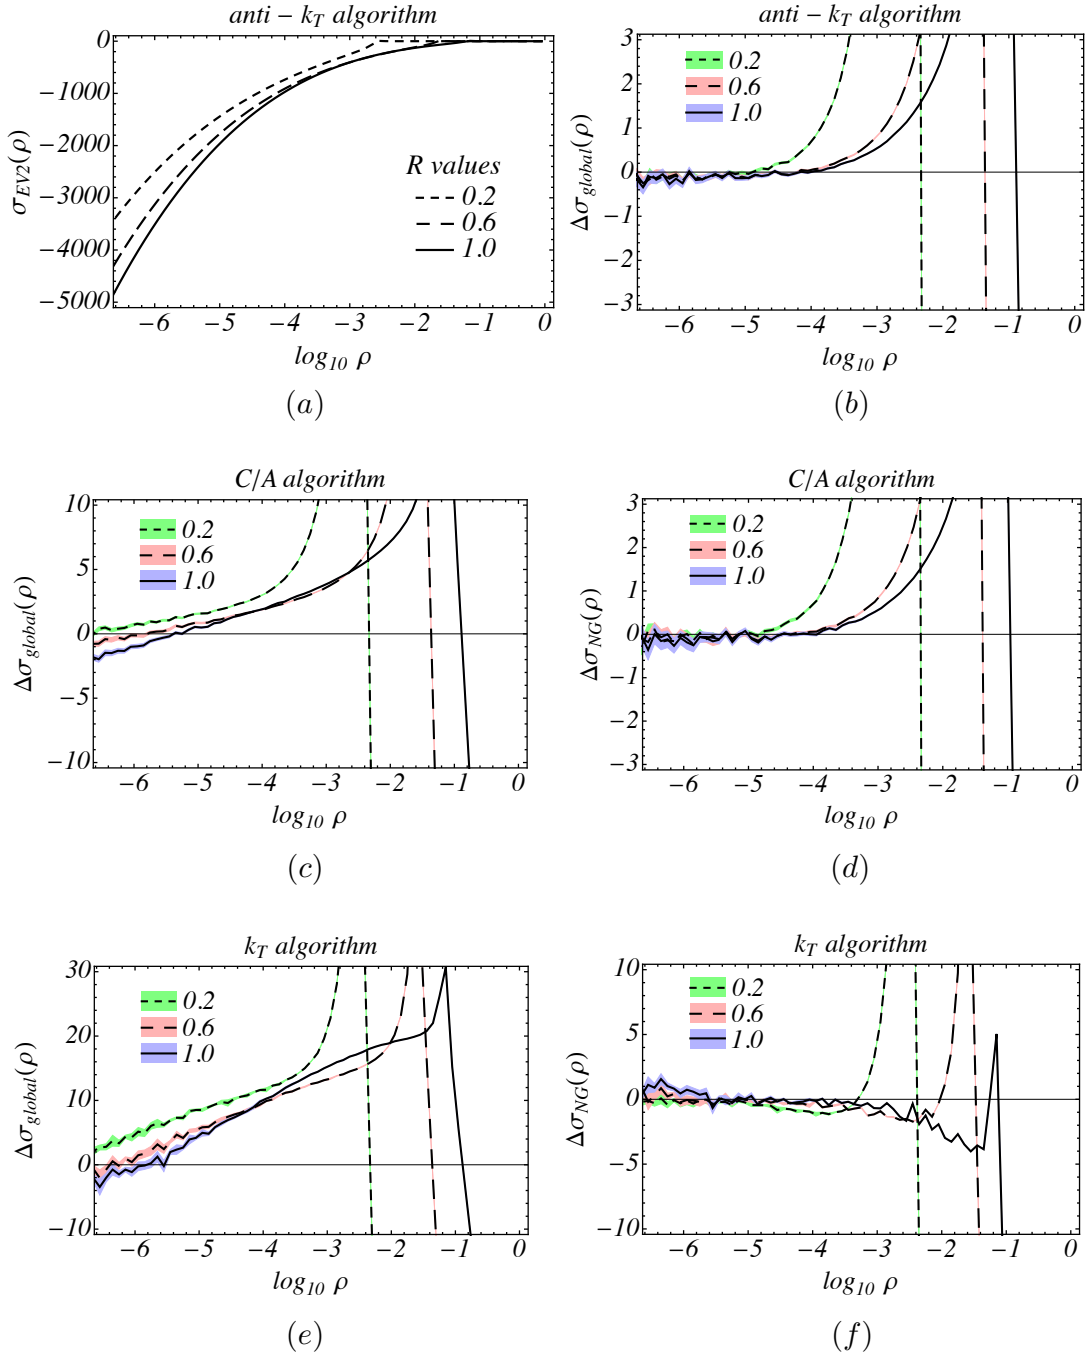 anti − k_T algorithm
0
−1000
−2000
−3000
−4000
−5000
σ_EV2(ρ)
R values
0.2
0.6
1.0
−6 −5 −4 −3 −2 −1 0
log_10 ρ
(a)
anti − k_T algorithm
3
2
1
0
−1
−2
−3
Δσ_global(ρ)
0.2
0.6
1.0
−6 −5 −4 −3 −2 −1 0
log_10 ρ
(b)
C/A algorithm
10
5
0
−5
−10
Δσ_global(ρ)
0.2
0.6
1.0
−6 −5 −4 −3 −2 −1 0
log_10 ρ
(c)
C/A algorithm
3
2
1
0
−1
−2
−3
Δσ_NG(ρ)
0.2
0.6
1.0
−6 −5 −4 −3 −2 −1 0
log_10 ρ
(d)
k_T algorithm
30
20
10
0
−10
Δσ_global(ρ)
0.2
0.6
1.0
−6 −5 −4 −3 −2 −1 0
log_10 ρ
(e)
k_T algorithm
10
5
0
−5
−10
Δσ_NG(ρ)
0.2
0.6
1.0
−6 −5 −4 −3 −2 −1 0
log_10 ρ
(f)